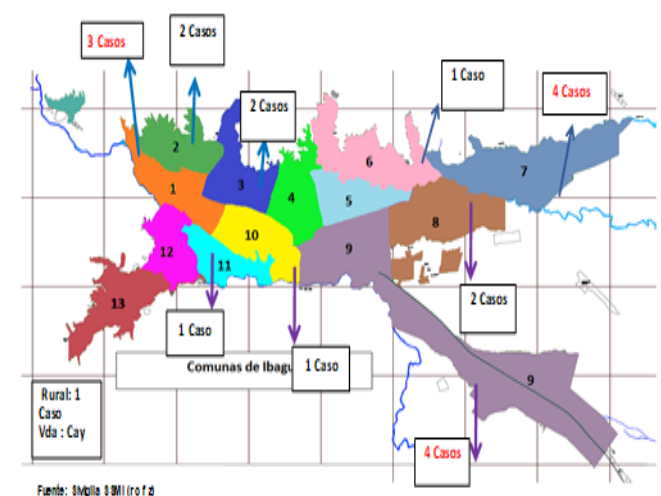 2 Casos
3 Casos
1 Caso
4 Casos
2 Casos
2
6
7
3
1
4
5
8
10
9
12
11
13
2 Casos
1 Caso
1 Caso
Comunas de Ibagu
9
Rural: 1
Caso
Vda : Cay
4 Casos
Fuente: